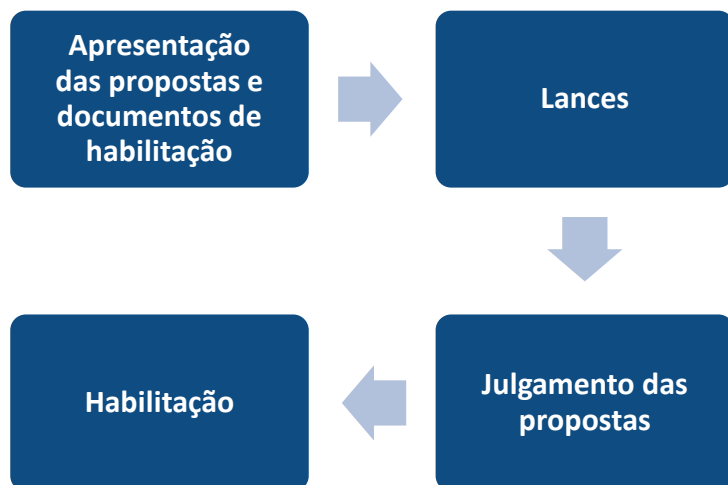 Apresentação
das propostas e
documentos de
habilitação
Lances
Julgamento das
propostas
Habilitação